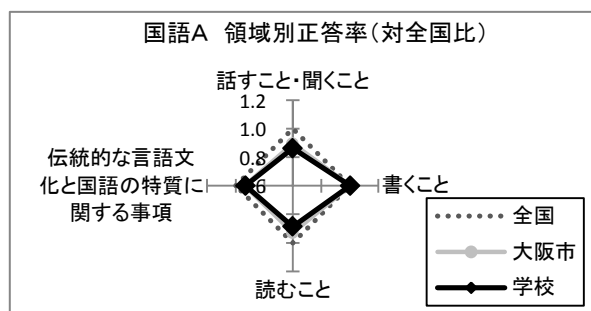 国語A 領域別正答率(対全国比)
話すこと・聞くこと
1.2
1.0
0.8
伝統的な言語文
化と国語の特質に
関する事項
書くこと
読むこと
全国
大阪市
学校